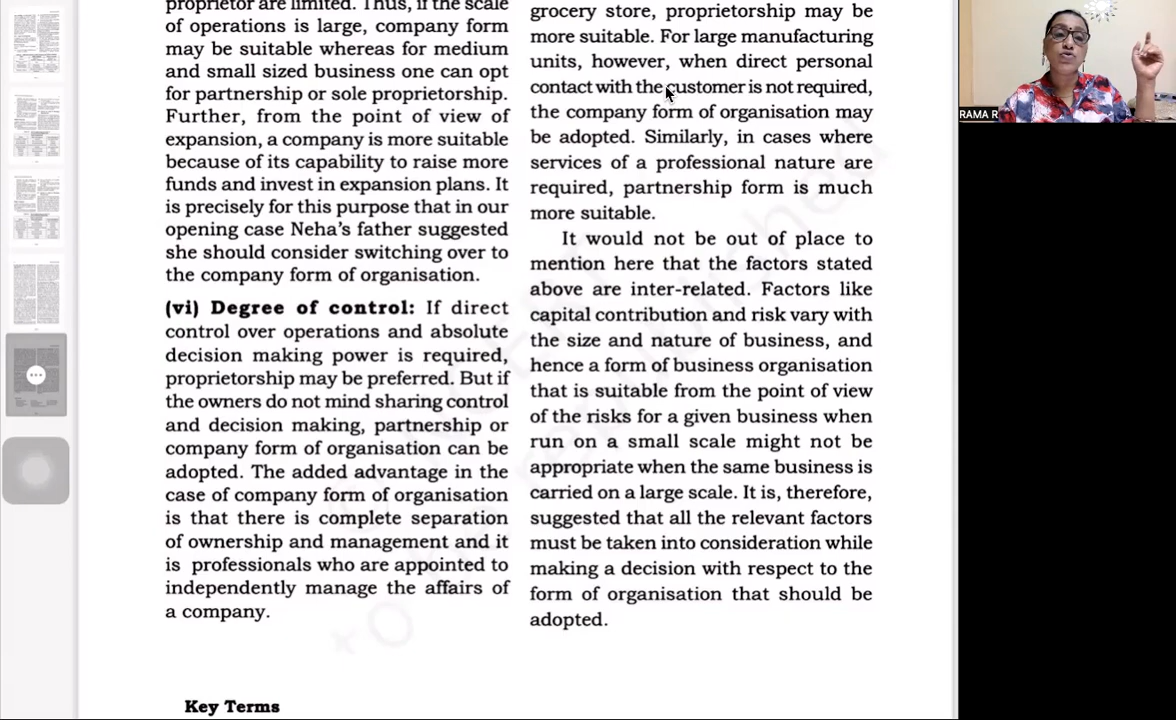 proprietor are limited. Thus, if the scale
of operations is large, company form
may be suitable whereas for medium
and small sized business one can opt
for partnership or sole proprietorship.
Further, from the point of view of
expansion, a company is more suitable
because of its capability to raise more
funds and invest in expansion plans. It
is precisely for this purpose that in our
opening case Neha's father suggested
she should consider switching over to
the company form of organisation.
(vi) Degree of control: If direct
control over operations and absolute
decision making power is required,
proprietorship may be preferred. But if
the owners do not mind sharing control
and decision making, partnership or
company form of organisation can be
adopted. The added advantage in the
case of company form of organisation
is that there is complete separation
of ownership and management and it
is professionals who are appointed to
independently manage the affairs of
a company.
Key Terms
grocery store, proprietorship may be
more suitable. For large manufacturing
units, however, when direct personal
contact with the customer is not required,
the company form of organisation may
be adopted. Similarly, in cases where
services of a professional nature are
required, partnership form is much
more suitable.
It would not be out of place to
mention here that the factors stated
above are inter-related. Factors like
capital contribution and risk vary with
the size and nature of business, and
hence a form of business organisation
that is suitable from the point of view
of the risks for a given business when
run on a small scale might not be
appropriate when the same business is
carried on a large scale. It is, therefore,
suggested that all the relevant factors
must be taken into consideration while
making a decision with respect to the
form of organisation that should be
adopted.
RAMA R